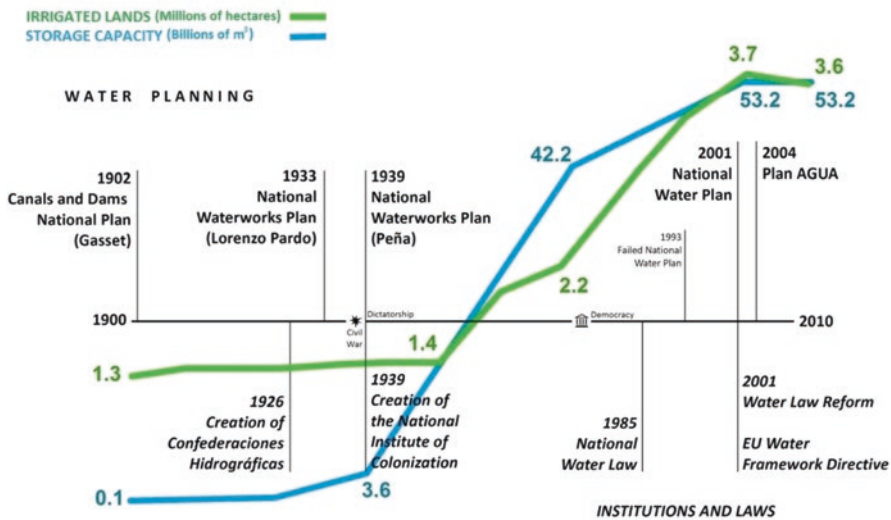 IRRIGATED LANDS (Millions of hectares)
STORAGE CAPACITY (Billions of m³)
WATER PLANNING
3.7
3.6
53.2
53.2
42.2
1902
Canals and Dams
National Plan
(Gasset)
1933
National
Waterworks Plan
(Lorenzo Pardo)
1939
National
Waterworks Plan
(Peña)
2001
National
Water Plan
2004
Plan AGUA
1993
Failed National
Water Plan
2.2
1900
Civil
War
Dictatorship
Democracy
2010
1.3
1.4
1926
Creation of
Confederaciones
Hidrográficas
1939
Creation of
the National
Institute of
Colonization
1985
National
Water Law
2001
Water Law Reform
EU Water
Framework Directive
0.1
3.6
INSTITUTIONS AND LAWS